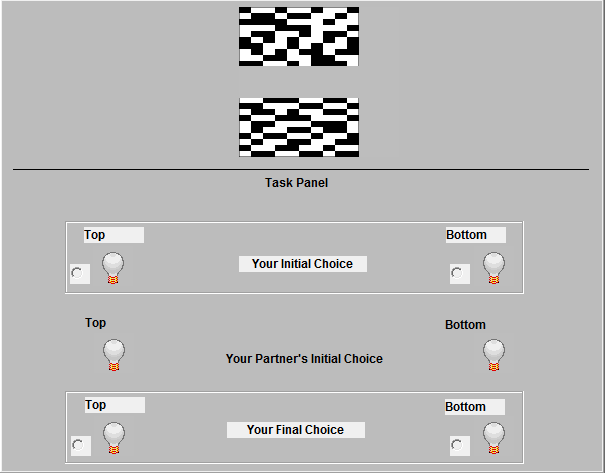 Task Panel
Top
Bottom
Your Initial Choice
Top
Bottom
Your Partner's Initial Choice
Top
Bottom
Your Final Choice